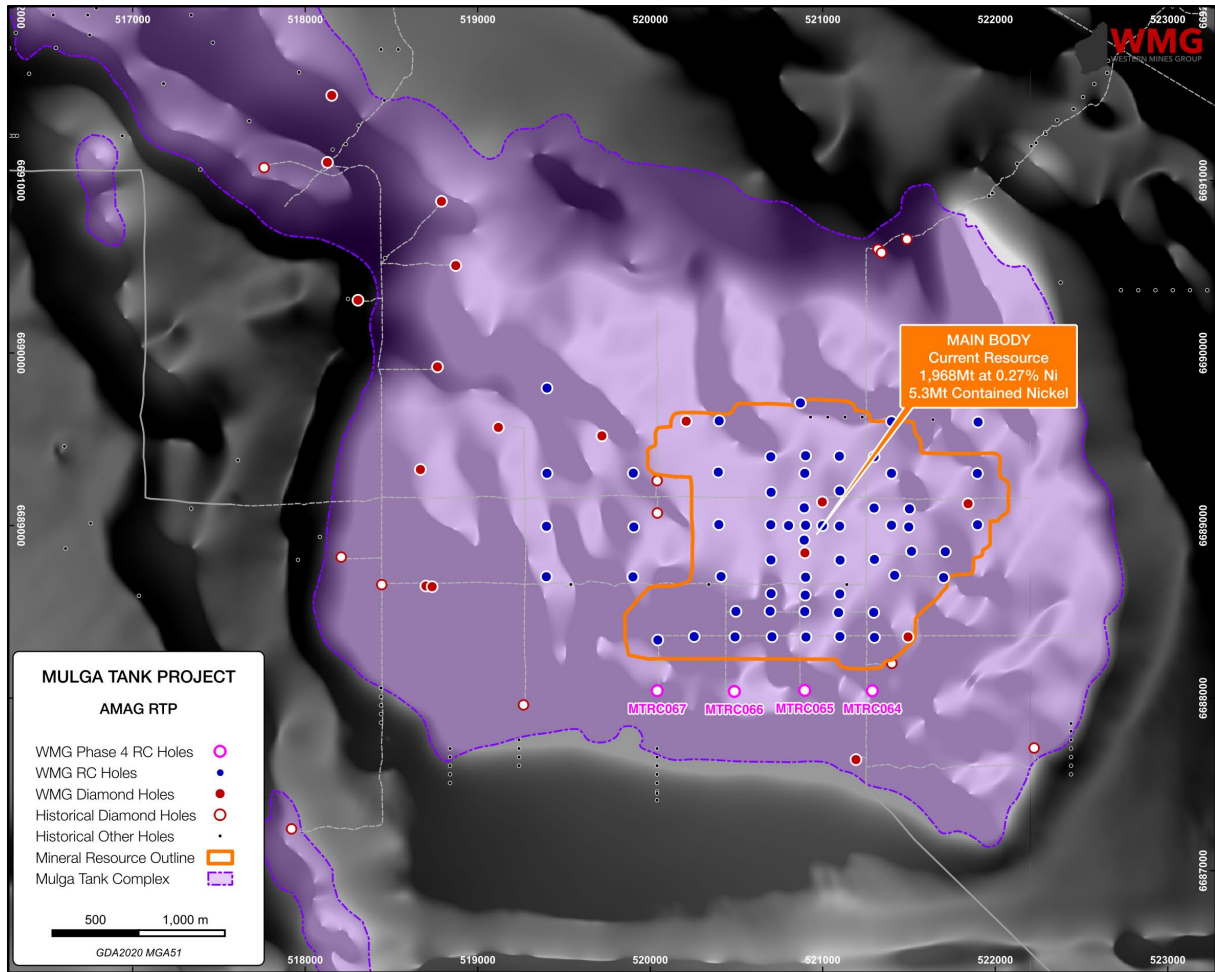 517000
518000
519000
520000
521000
522000
523000
WMG
WESTERN MINES GROUP
6691000
6691000
6690000
6690000
MAIN BODY
Current Resource
1,968Mt at 0.27% Ni
5.3Mt Contained Nickel
6689000
6689000
MTRC067
MTRC066
MTRC065
MTRC064
6688000
6687000
MULGA TANK PROJECT
AMAG RTP
WMG Phase 4 RC Holes
WMG RC Holes
WMG Diamond Holes
Historical Diamond Holes
Historical Other Holes
Mineral Resource Outline
Mulga Tank Complex
500
1,000 m
GDA2020 MGA51
518000
519000
520000
521000
522000
523000